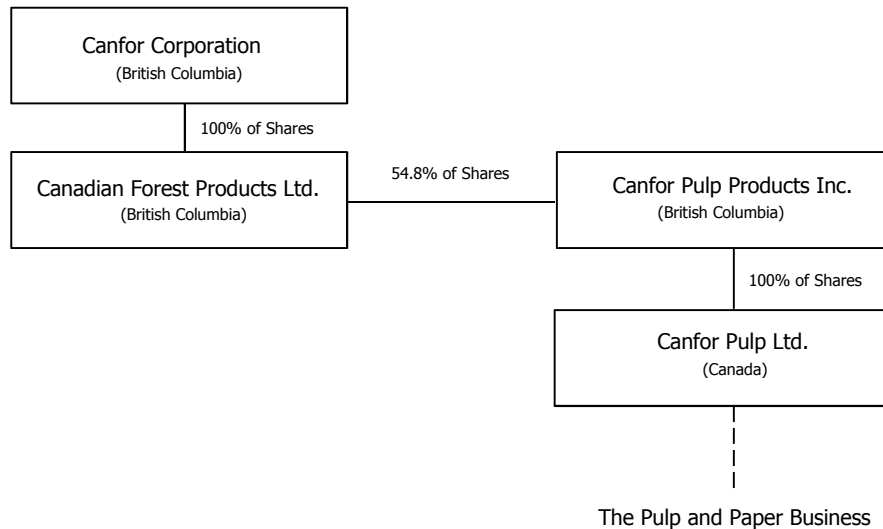 Canfor Corporation
(British Columbia)
100% of Shares
Canadian Forest Products Ltd.
(British Columbia)
54.8% of Shares
Canfor Pulp Products Inc.
(British Columbia)
100% of Shares
Canfor Pulp Ltd.
(Canada)
The Pulp and Paper Business